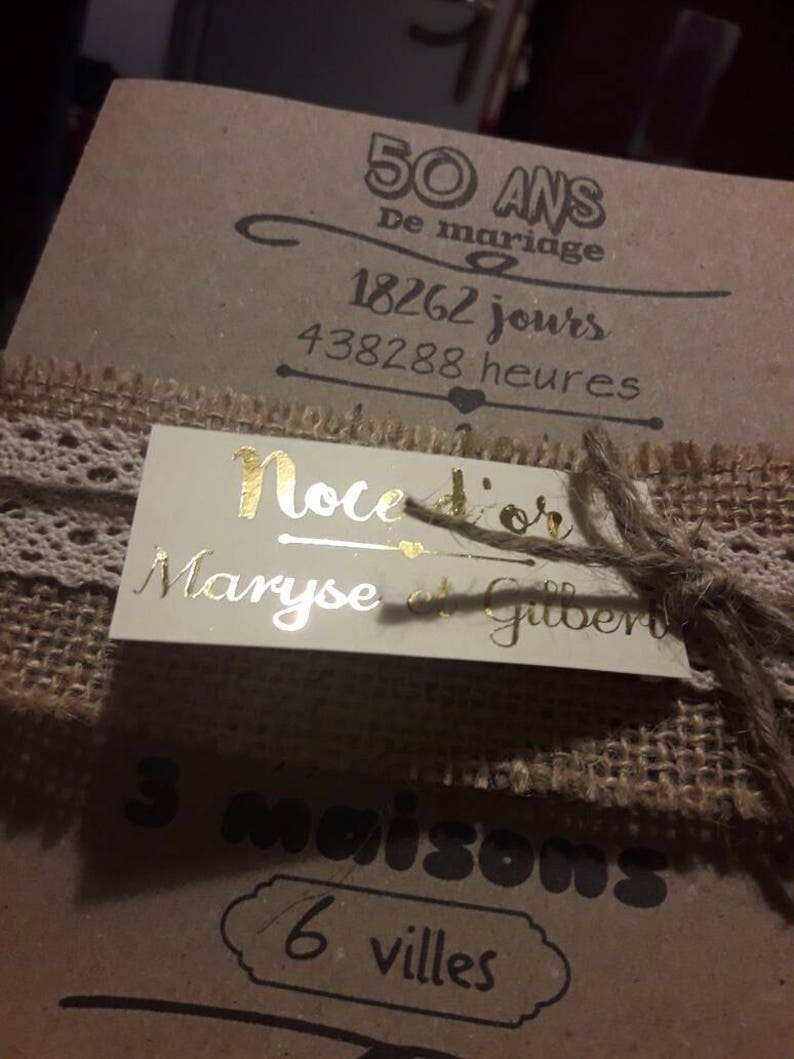 50 ANS
De mariage
18262 jours
438288 heures
Noce d'or
Maryse et Gilbert
3 maisons
6 villes